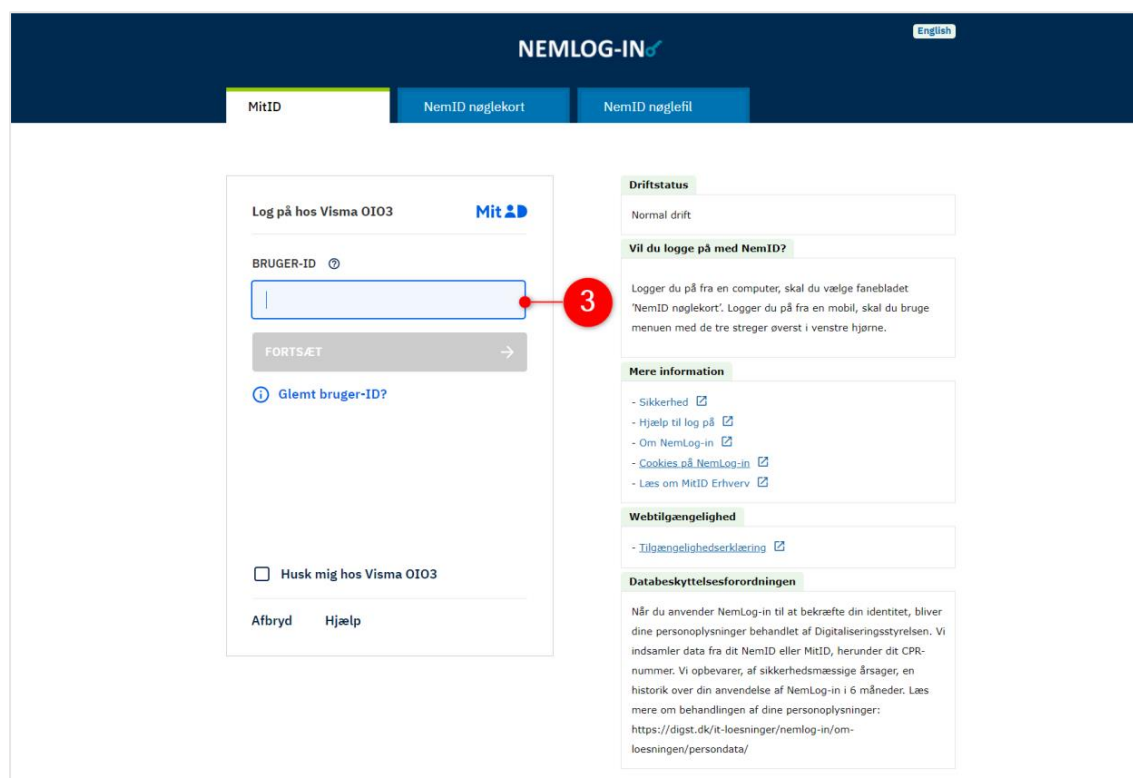 NEMLOG-IN
English
MitID
NemID nøglekort
NemID nøglefil
Log på hos Visma OIO3
Mit
BRUGER-ID
3
FORTSÆT
Glemt bruger-ID?
Husk mig hos Visma OIO3
Afbryd Hjælp
Driftstatus
Normal drift
Vil du logge på med NemID?
Logger du på fra en computer, skal du vælge fanebladet
'NemID nøglekort'. Logger du på fra en mobil, skal du bruge
menuen med de tre streger øverst i venstre hjørne.
Mere information
- Sikkerhed
- Hjælp til log på
- Om NemLog-in
- Cookies på NemLog-in
- Læs om MitID Erhverv
Webtilgængelighed
- Tilgængelighedserklæring
Databeskyttelsesforordningen
Når du anvender NemLog-in til at bekræfte din identitet, bliver
dine personoplysninger behandlet af Digitaliseringsstyrelsen. Vi
indsamler data fra dit NemID eller MitID, herunder dit CPR-
nummer. Vi opbevarer, af sikkerhedsmæssige årsager, en
historik over din anvendelse af NemLog-in i 6 måneder. Læs
mere om behandlingen af dine personoplysninger:
https://digst.dk/it-loesninger/nemlog-in/om-
loesningen/persondata/